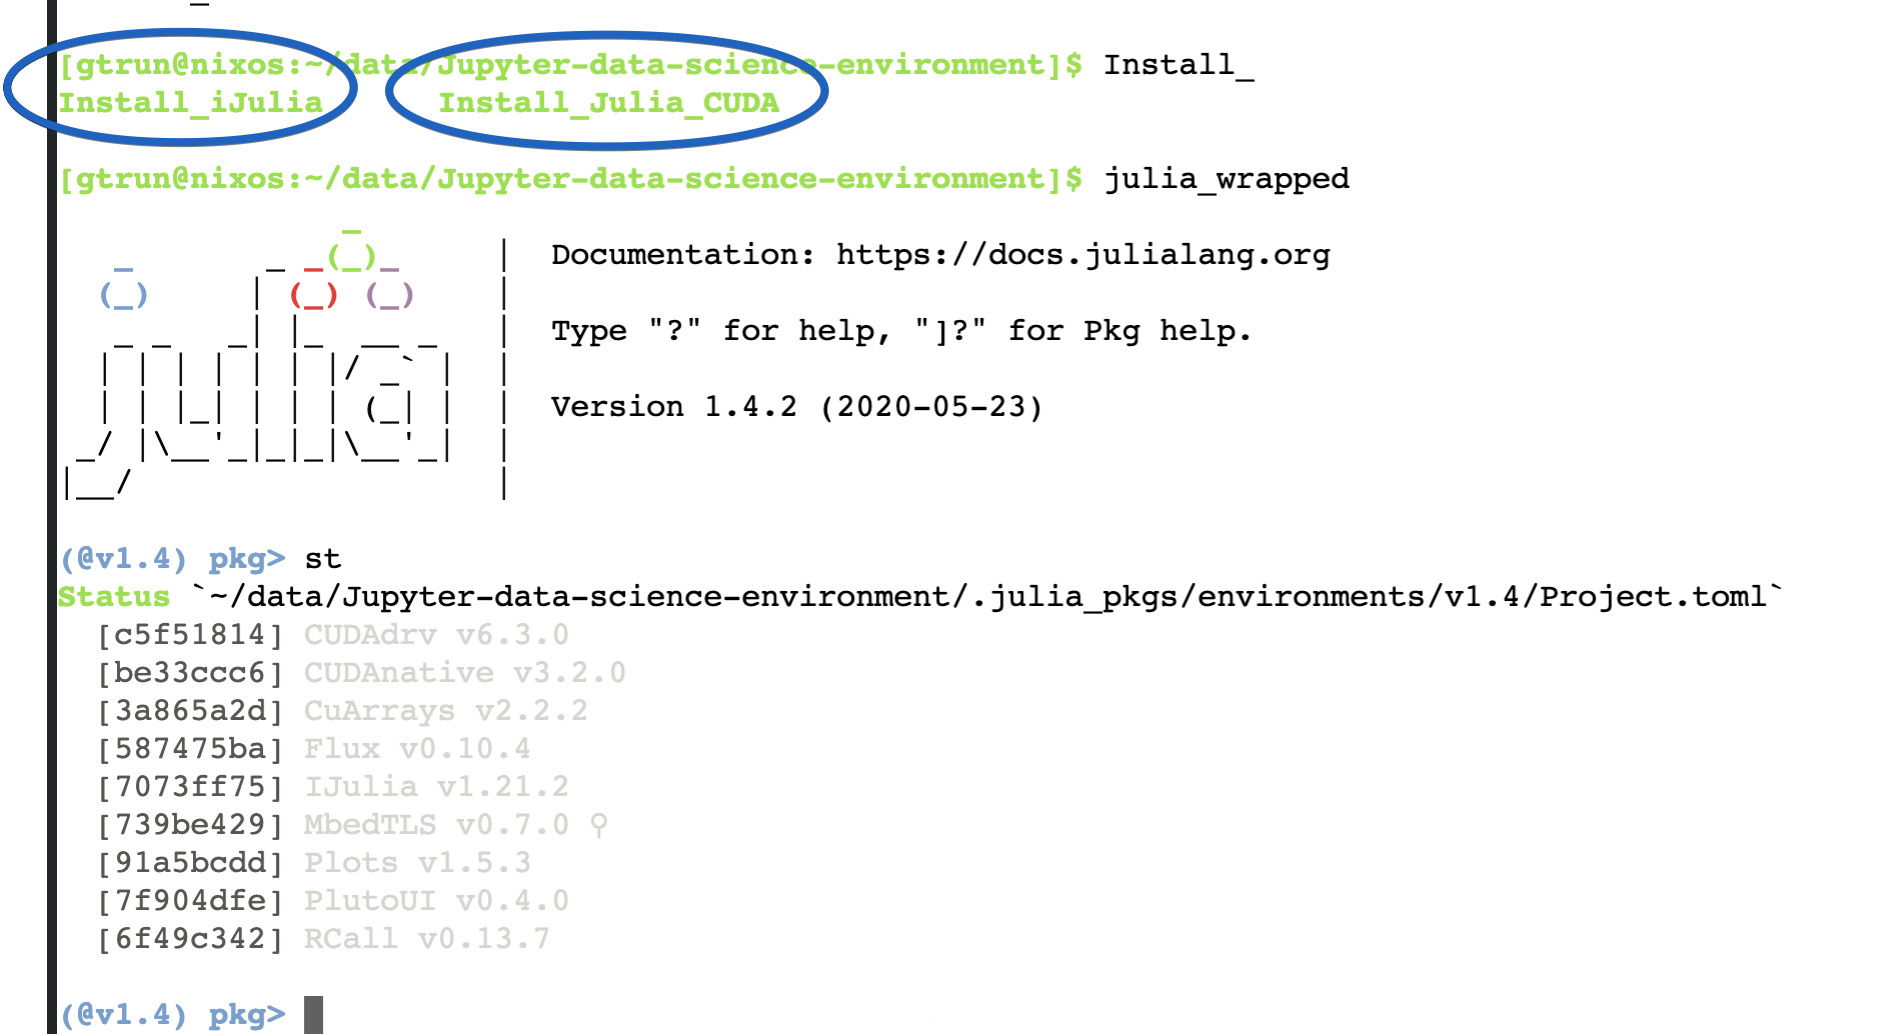 [gtrun@nixos:~/data/Jupyter-data-science-environment]$ Install_
Install_iJulia      Install_Julia_CUDA
[gtrun@nixos:~/data/Jupyter-data-science-environment]$ julia_wrapped
Documentation: https://docs.julialang.org
Type "?" for help, "]?" for Pkg help.
Version 1.4.2 (2020-05-23)
(@v1.4) pkg> st
Status `~/data/Jupyter-data-science-environment/.julia_pkgs/environments/v1.4/Project.toml`
[c5f51814] CUDAdrv v6.3.0
[be33ccc6] CUDAnative v3.2.0
[3a865a2d] CuArrays v2.2.2
[587475ba] Flux v0.10.4
[7073ff75] IJulia v1.21.2
[739be429] MbedTLS v0.7.0 ⚲
[91a5bcdd] Plots v1.5.3
[7f904dfe] PlutoUI v0.4.0
[6f49c342] RCall v0.13.7
(@v1.4) pkg>